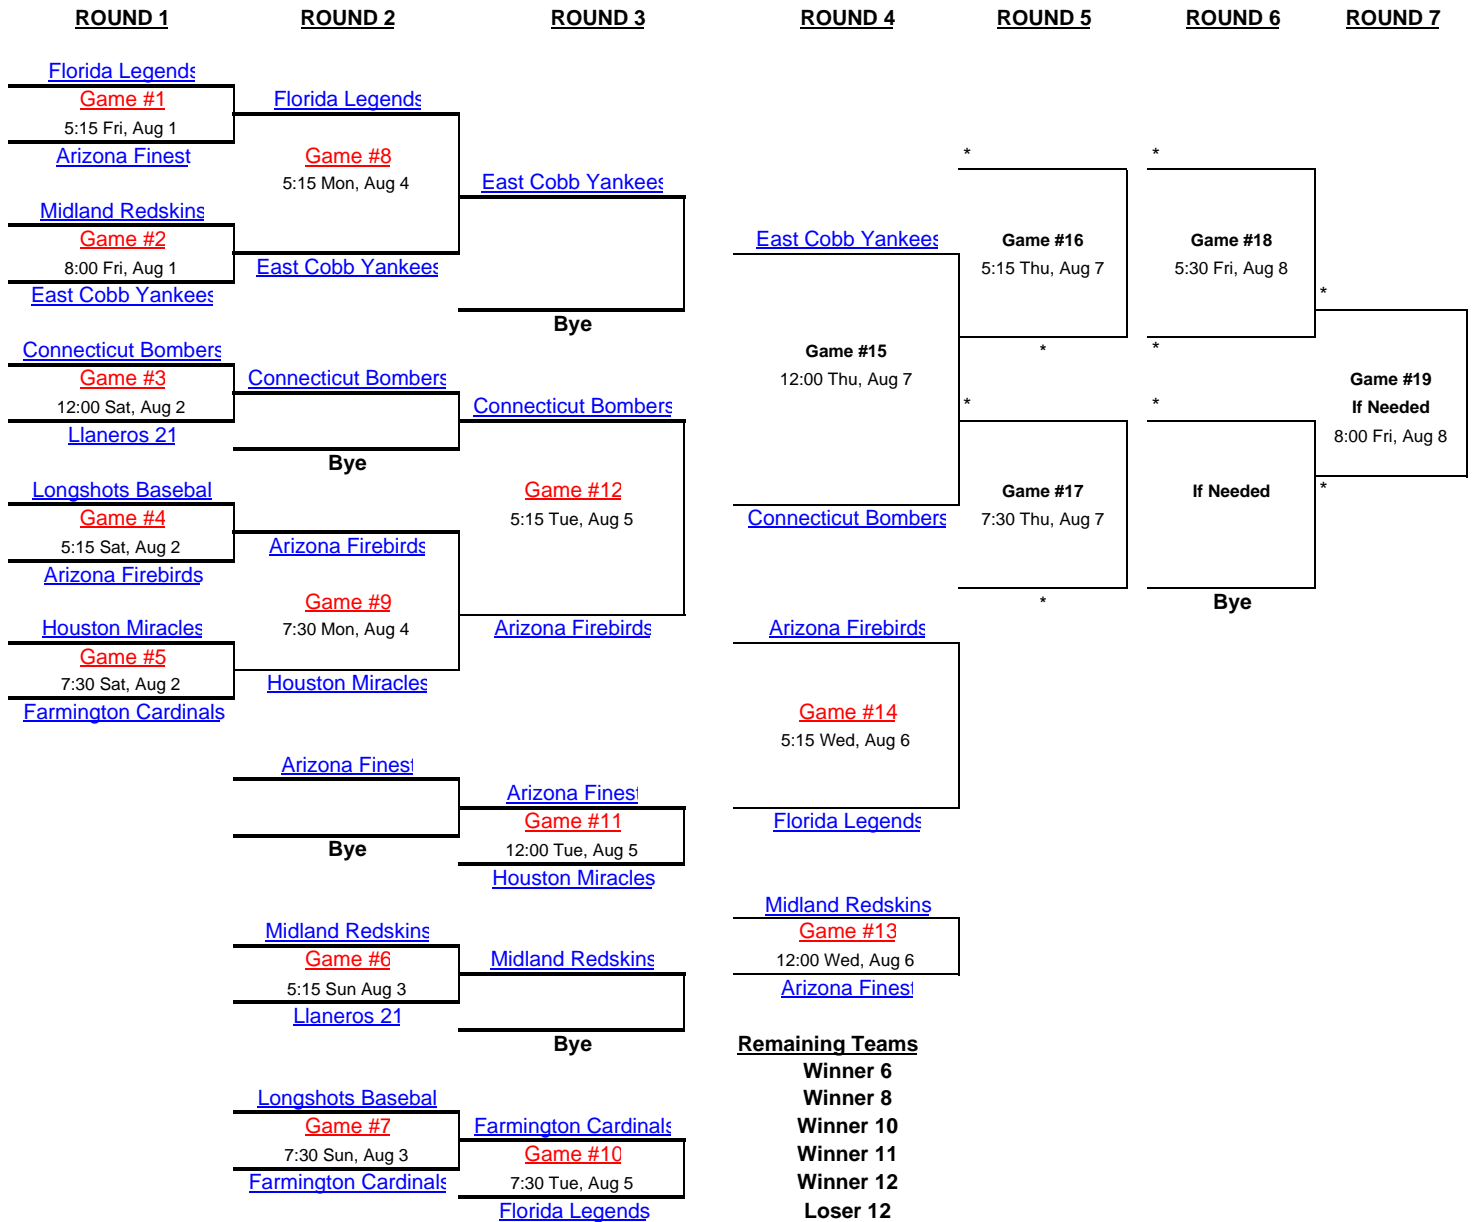 ROUND 1 ROUND 2 ROUND 3 ROUND 4 ROUND 5 ROUND 6 ROUND 7
Florida Legends
Game #1
5:15 Fri, Aug 1
Arizona Finest
Midland Redskins
Game #2
8:00 Fri, Aug 1
East Cobb Yankees
Connecticut Bombers
Game #3
12:00 Sat, Aug 2
Llaneros 21
Longshots Basebal
Game #4
5:15 Sat, Aug 2
Arizona Firebirds
Houston Miracles
Game #5
7:30 Sat, Aug 2
Farmington Cardinals
Florida Legends
Game #8
5:15 Mon, Aug 4
East Cobb Yankees
Connecticut Bombers
Bye
Arizona Firebirds
Game #9
7:30 Mon, Aug 4
Houston Miracles
Arizona Finest
Bye
Midland Redskins
Game #6
5:15 Sun Aug 3
Llaneros 21
Longshots Basebal
Game #7
7:30 Sun, Aug 3
Farmington Cardinals
East Cobb Yankees
Bye
Connecticut Bombers
Game #12
5:15 Tue, Aug 5
Arizona Firebirds
Arizona Finest
Game #11
12:00 Tue, Aug 5
Houston Miracles
Midland Redskins
Bye
Farmington Cardinals
Game #10
7:30 Tue, Aug 5
Florida Legends
East Cobb Yankees
Game #15
12:00 Thu, Aug 7
Connecticut Bombers
Arizona Firebirds
Game #14
5:15 Wed, Aug 6
Florida Legends
Midland Redskins
Game #13
12:00 Wed, Aug 6
Arizona Finest
Remaining Teams
Winner 6
Winner 8
Winner 10
Winner 11
Winner 12
Loser 12
*
Game #16
5:15 Thu, Aug 7
*
*
Game #17
7:30 Thu, Aug 7
*
*
Game #18
5:30 Fri, Aug 8
*
*
If Needed
Bye
*
Game #19
If Needed
8:00 Fri, Aug 8
*